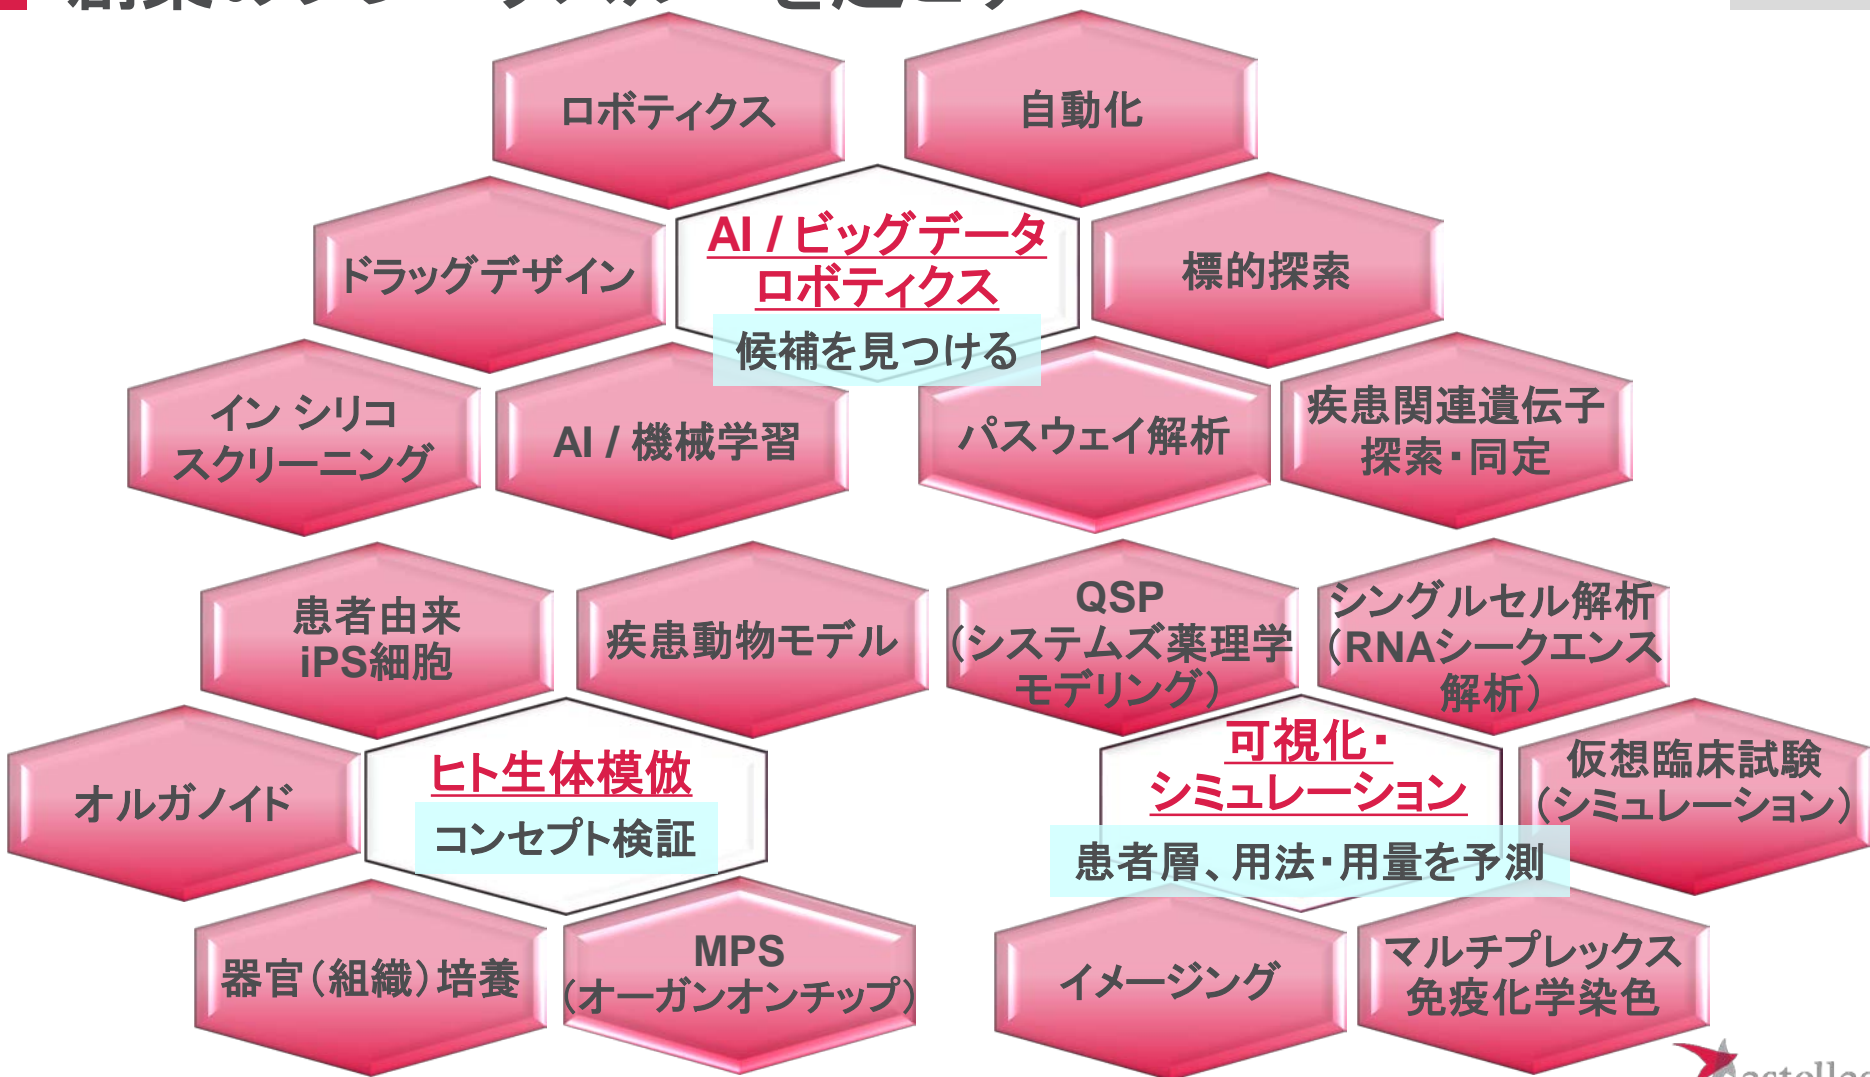 ロボティクス
自動化
AI / ビッグデータ
ロボティクス
候補を見つける
ドラッグデザイン
標的探索
イン シリコ
スクリーニング
AI / 機械学習
パスウェイ解析
疾患関連遺伝子
探索・同定
患者由来
iPS細胞
疾患動物モデル
QSP
(システムズ薬理学
モデリング)
シングルセル解析
(RNAシークエンス
解析)
オルガノイド
ヒト生体模倣
コンセプト検証
可視化・
シミュレーション
患者層、用法・用量を予測
仮想臨床試験
(シミュレーション)
器官(組織)培養
MPS
(オーガンオンチップ)
イメージング
マルチプレックス
免疫化学染色